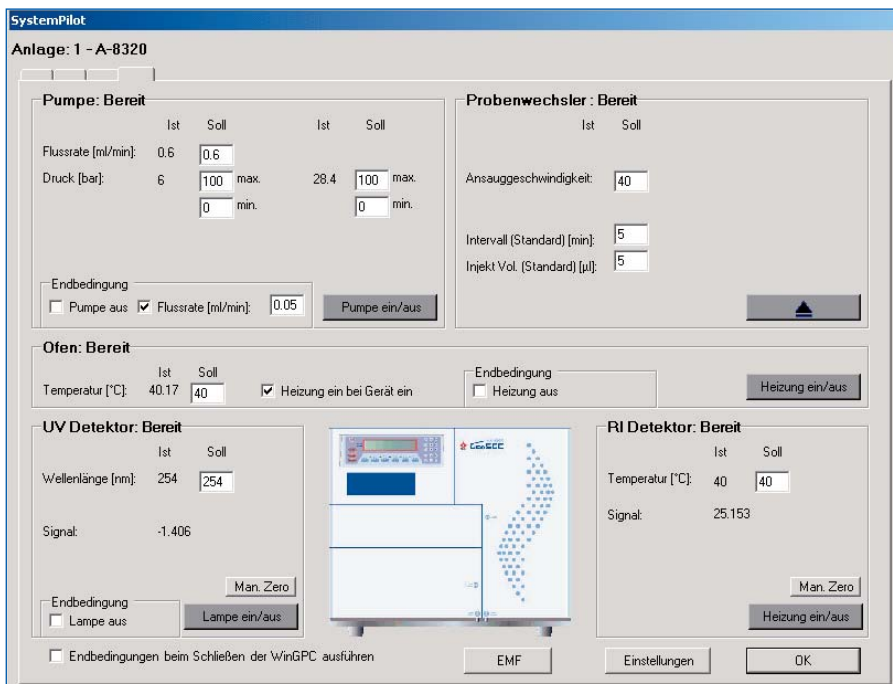 SystemPilot
Anlage: 1 - A-8320
Pumpe: Bereit
Ist Soll Ist Soll
Flussrate [ml/min]: 0.6 0.6
Druck [bar]: 6 100 max. 28.4 100 max.
0 min. 0 min.
Endbedingung
Pumpe aus Flussrate [ml/min]: 0.05 Pumpe ein/aus
Probenwechsler : Bereit
Ist Soll
Ansauggeschwindigkeit: 40
Intervall (Standard) [min]: 5
Injekt Vol. (Standard) [µl]: 5
Ofen: Bereit
Ist Soll
Temperatur [°C]: 40.17 40 Heizung ein bei Gerät ein
Endbedingung
Heizung aus
Heizung ein/aus
UV Detektor: Bereit
Ist Soll
Wellenlänge [nm]: 254 254
Signal: -1.406
Man. Zero
Endbedingung
Lampe aus Lampe ein/aus
EcoSEC
RI Detektor: Bereit
Ist Soll
Temperatur [°C]: 40 40
Signal: 25.153
Man. Zero
Heizung ein/aus
Endbedingungen beim Schließen der WinGPC ausführen
EMF Einstellungen OK